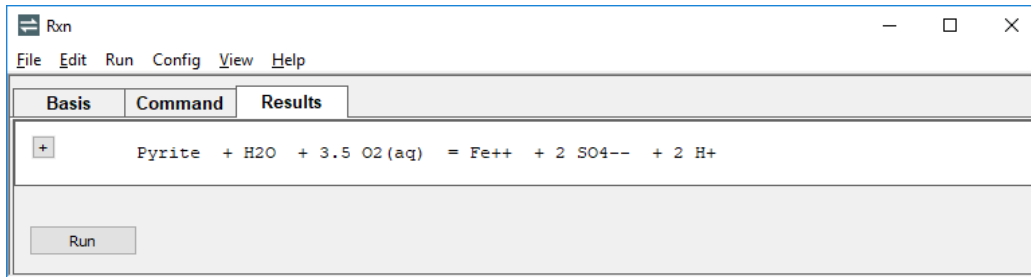 Rxn
File Edit Run Config View Help
Basis Command Results
+ Pyrite + H2O + 3.5 O2(aq) = Fe++ + 2 SO4-- + 2 H+
Run